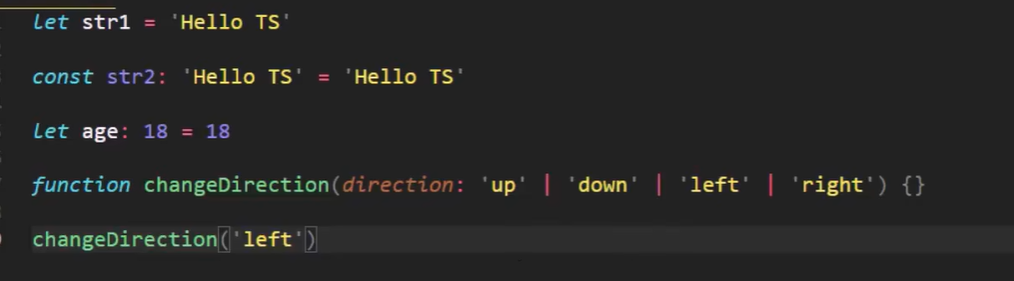 let str1 = 'Hello TS'
const str2: 'Hello TS' = 'Hello TS'
let age: 18 = 18
function changeDirection(direction: 'up' | 'down' | 'left' | 'right') {}
changeDirection('left')